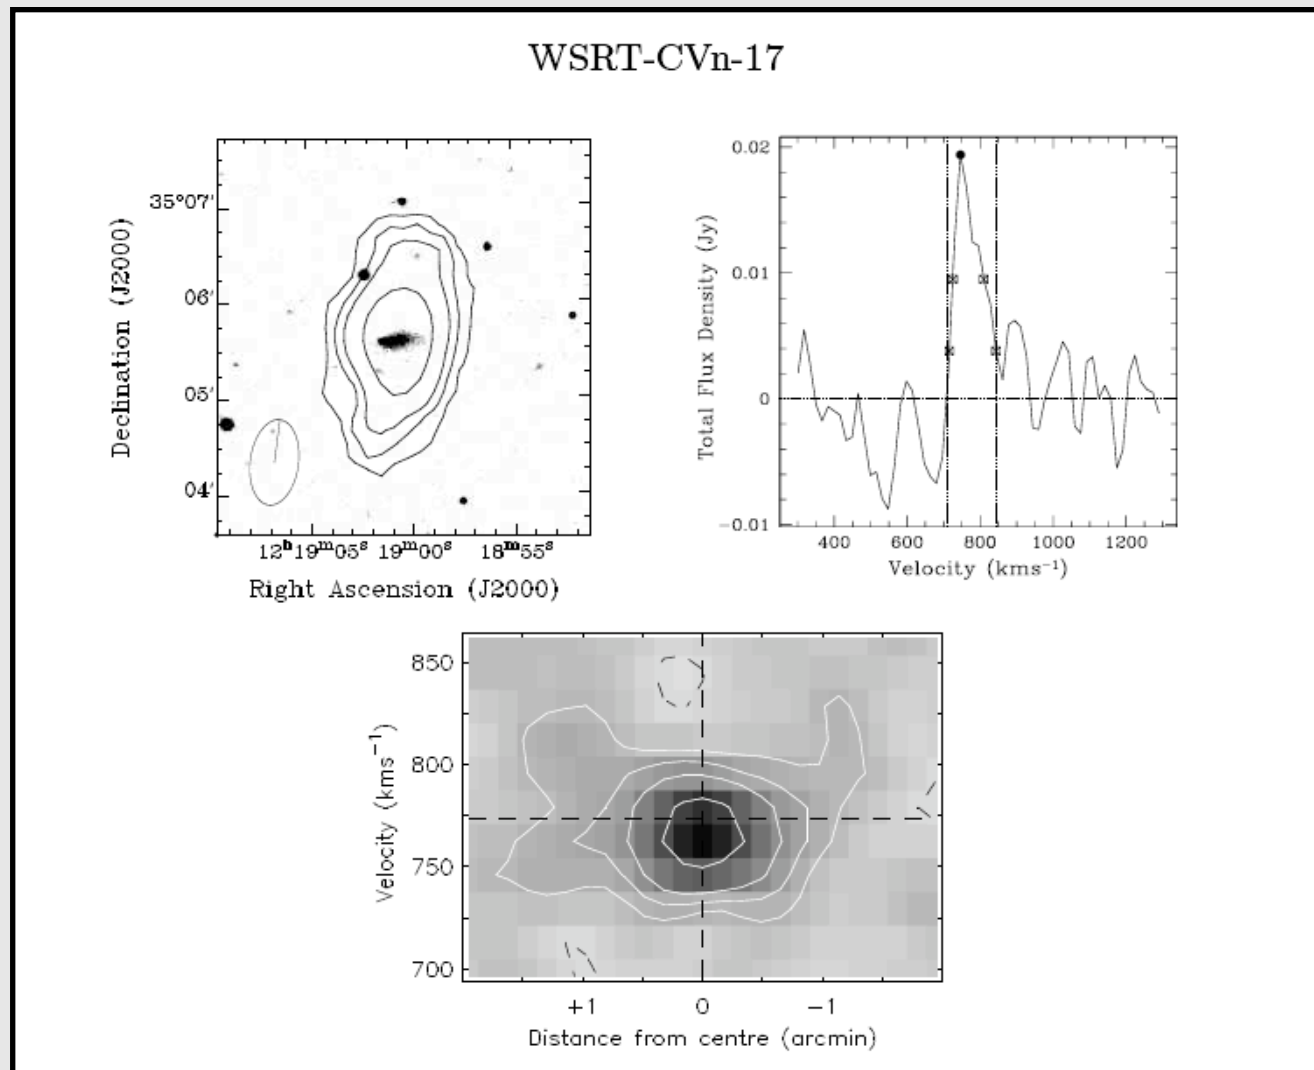 WSRT-CVn-17
35°07′
06′
05′
04′
Declination (J2000)
12ʰ19ᵐ05ˢ 19ᵐ00ˢ 18ᵐ55ˢ
Right Ascension (J2000)
0.02
0.01
0
−0.01
Total Flux Density (Jy)
400 600 800 1000 1200
Velocity (kms⁻¹)
850
800
750
700
Velocity (kms⁻¹)
+1 0 −1
Distance from centre (arcmin)